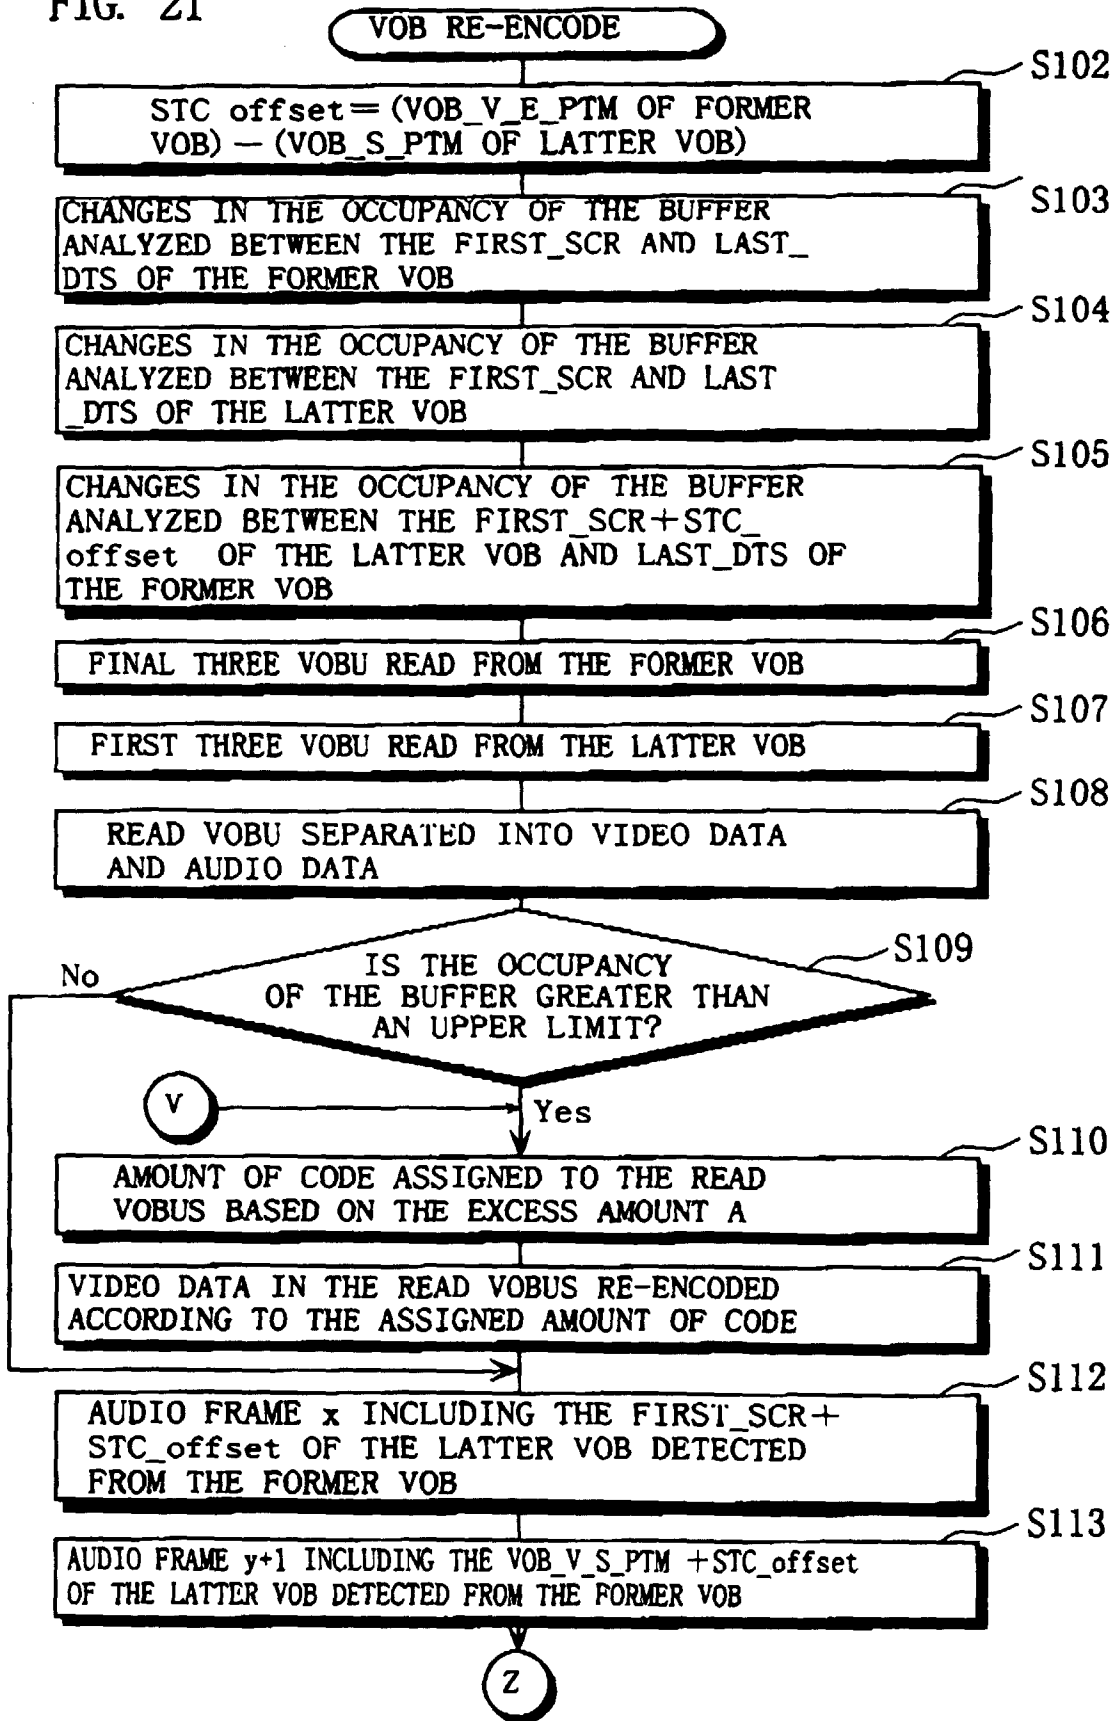 FIG. 21
VOB RE-ENCODE
S102
STC offset=(VOB_V_E_PTM OF FORMER
VOB)-(VOB_S_PTM OF LATTER VOB)
S103
CHANGES IN THE OCCUPANCY OF THE BUFFER
ANALYZED BETWEEN THE FIRST_SCR AND LAST_
DTS OF THE FORMER VOB
S104
CHANGES IN THE OCCUPANCY OF THE BUFFER
ANALYZED BETWEEN THE FIRST_SCR AND LAST
_DTS OF THE LATTER VOB
S105
CHANGES IN THE OCCUPANCY OF THE BUFFER
ANALYZED BETWEEN THE FIRST_SCR+STC_
offset OF THE LATTER VOB AND LAST_DTS OF
THE FORMER VOB
S106
FINAL THREE VOBU READ FROM THE FORMER VOB
S107
FIRST THREE VOBU READ FROM THE LATTER VOB
S108
READ VOBU SEPARATED INTO VIDEO DATA
AND AUDIO DATA
S109
No
IS THE OCCUPANCY
OF THE BUFFER GREATER THAN
AN UPPER LIMIT?
V
Yes
S110
AMOUNT OF CODE ASSIGNED TO THE READ
VOBUS BASED ON THE EXCESS AMOUNT A
S111
VIDEO DATA IN THE READ VOBUS RE-ENCODED
ACCORDING TO THE ASSIGNED AMOUNT OF CODE
S112
AUDIO FRAME x INCLUDING THE FIRST_SCR+
STC_offset OF THE LATTER VOB DETECTED
FROM THE FORMER VOB
S113
AUDIO FRAME y+1 INCLUDING THE VOB_V_S_PTM +STC_offset
OF THE LATTER VOB DETECTED FROM THE FORMER VOB
Z